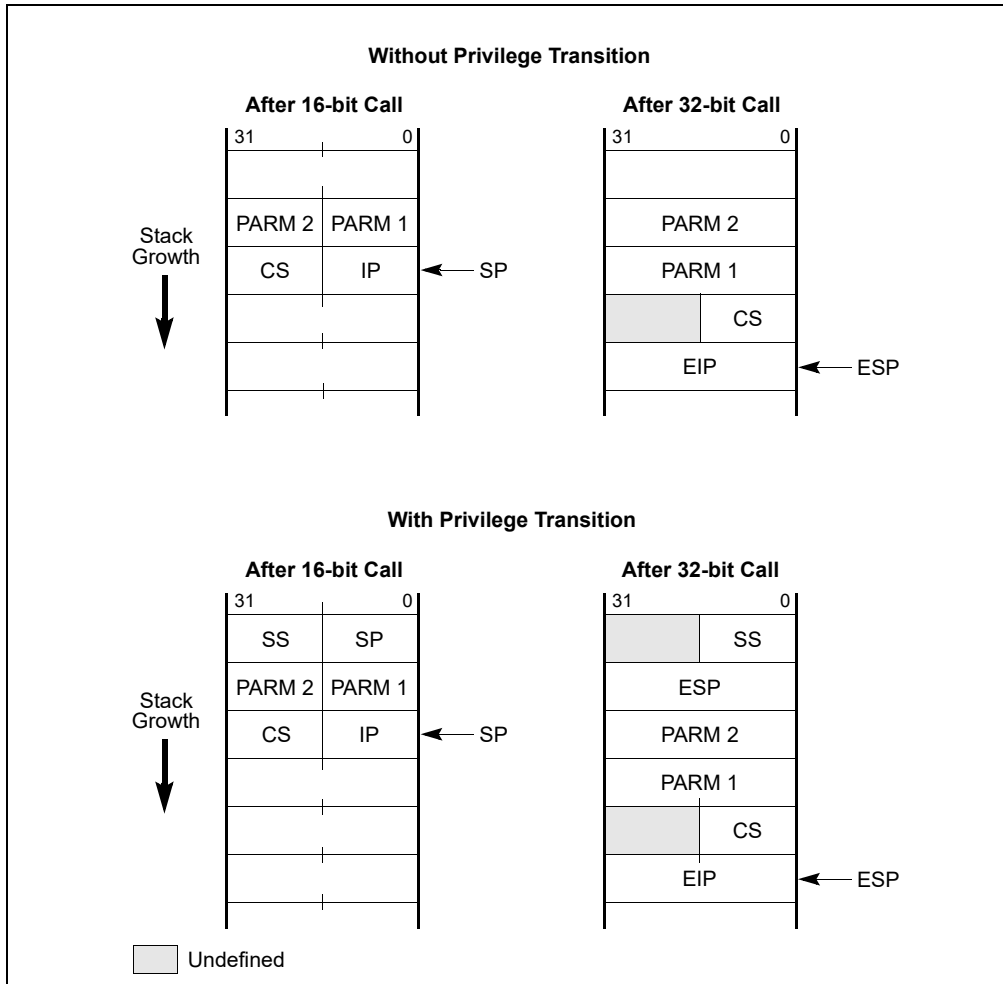 Without Privilege Transition
After 16-bit Call
After 32-bit Call
31 0
31 0
PARM 2 PARM 1
PARM 2
Stack
Growth
CS IP
SP
PARM 1
CS
EIP
ESP
With Privilege Transition
After 16-bit Call
After 32-bit Call
31 0
31 0
SS SP
SS
PARM 2 PARM 1
ESP
Stack
Growth
CS IP
SP
PARM 2
PARM 1
CS
EIP
ESP
Undefined